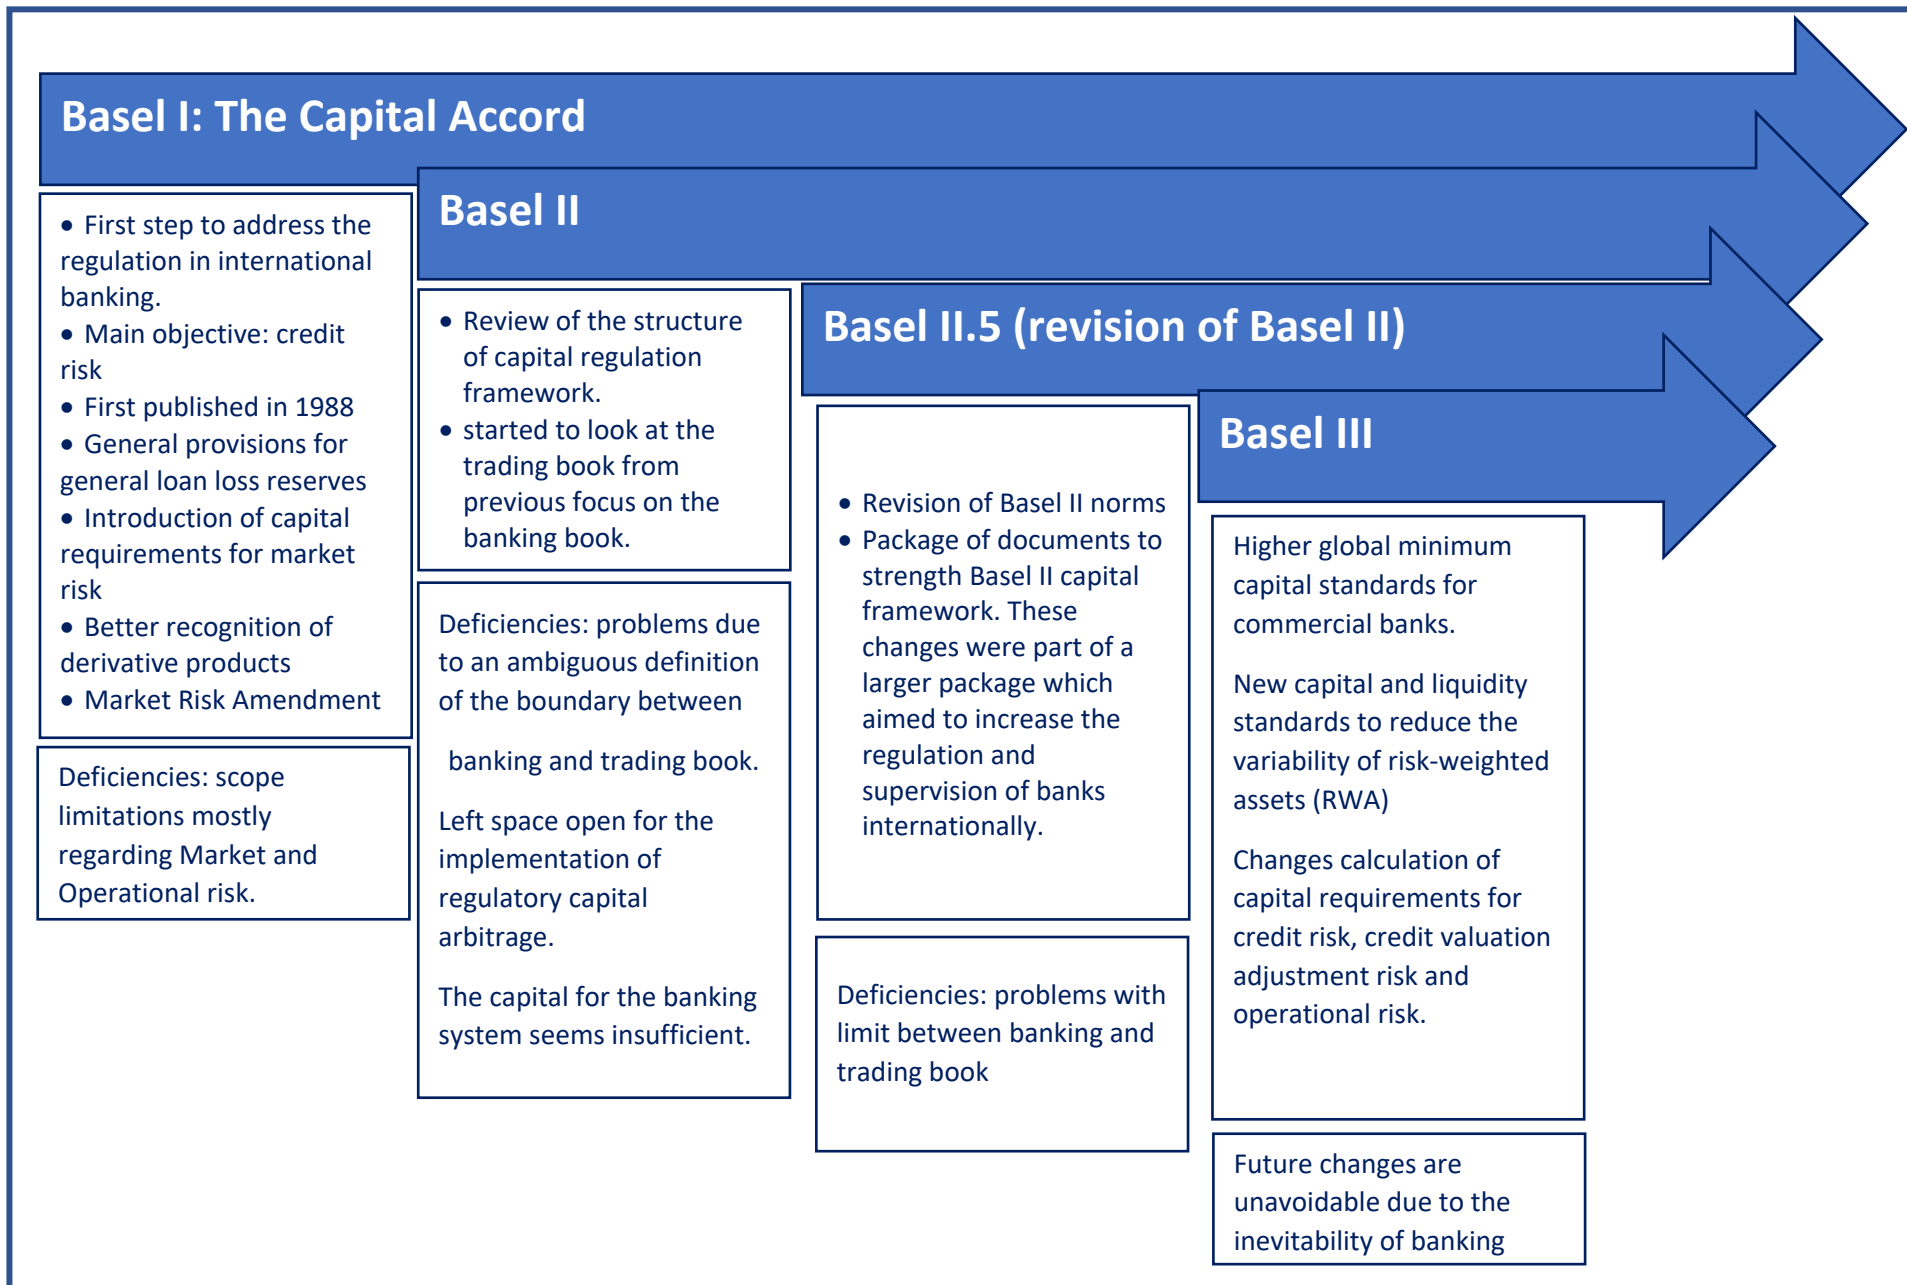 Basel I: The Capital Accord
• First step to address the
regulation in international
banking.
• Main objective: credit
risk
• First published in 1988
• General provisions for
general loan loss reserves
• Introduction of capital
requirements for market
risk
• Better recognition of
derivative products
• Market Risk Amendment
Deficiencies: scope
limitations mostly
regarding Market and
Operational risk.
Basel II
• Review of the structure
of capital regulation
framework.
• started to look at the
trading book from
previous focus on the
banking book.
Deficiencies: problems due
to an ambiguous definition
of the boundary between
banking and trading book.
Left space open for the
implementation of
regulatory capital
arbitrage.
The capital for the banking
system seems insufficient.
Basel II.5 (revision of Basel II)
• Revision of Basel II norms
• Package of documents to
strength Basel II capital
framework. These
changes were part of a
larger package which
aimed to increase the
regulation and
supervision of banks
internationally.
Deficiencies: problems with
limit between banking and
trading book
Basel III
Higher global minimum
capital standards for
commercial banks.
New capital and liquidity
standards to reduce the
variability of risk-weighted
assets (RWA)
Changes calculation of
capital requirements for
credit risk, credit valuation
adjustment risk and
operational risk.
Future changes are
unavoidable due to the
inevitability of banking